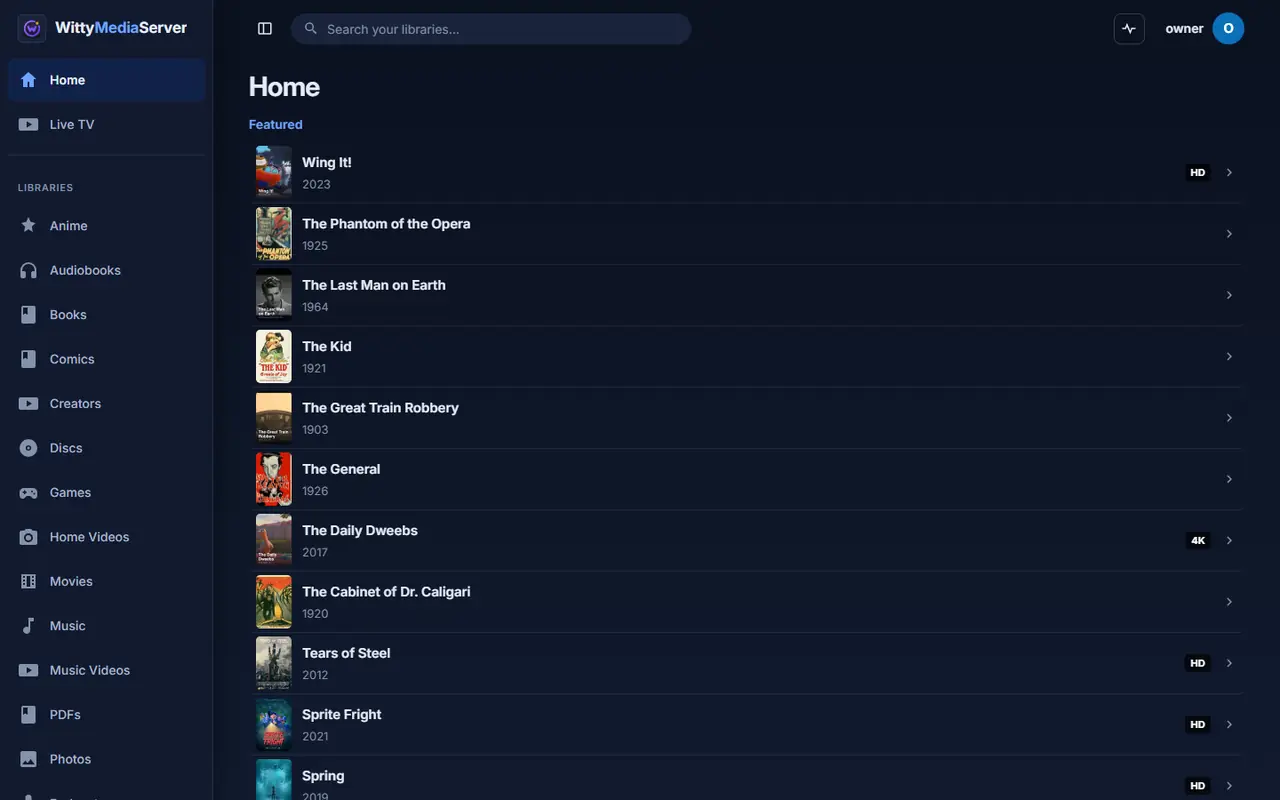 WittyMediaServer
Search your libraries...
owner
O
Home
Live TV
LIBRARIES
Anime
Audiobooks
Books
Comics
Creators
Discs
Games
Home Videos
Movies
Music
Music Videos
PDFs
Photos
Home
Featured
Wing It!
2023
HD
The Phantom of the Opera
1925
The Last Man on Earth
1964
The Kid
1921
The Great Train Robbery
1903
The General
1926
The Daily Dweebs
2017
4K
The Cabinet of Dr. Caligari
1920
Tears of Steel
2012
HD
Sprite Fright
2021
HD
Spring
2019
HD